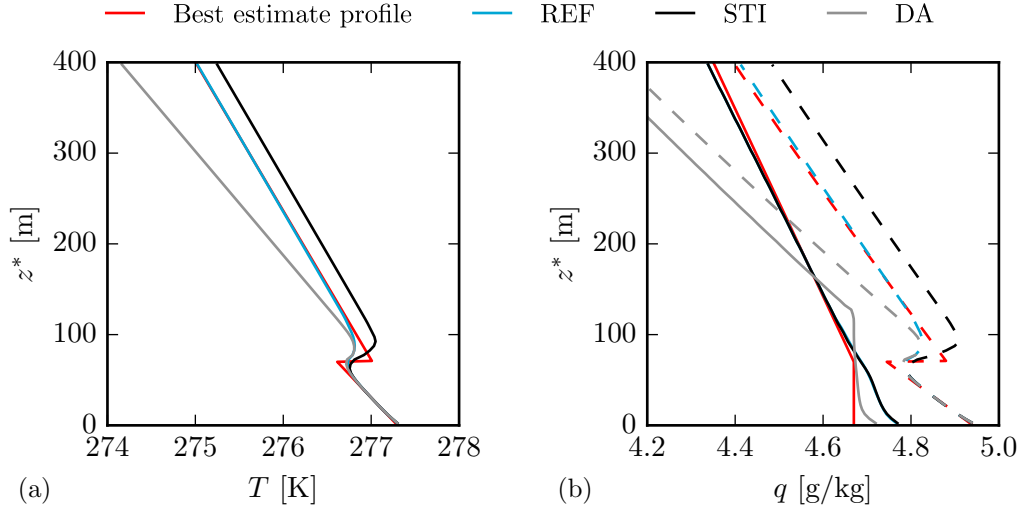 Best estimate profile REF STI DA
400 400
300 300
200 200
100 100
0 0
z* [m] z* [m]
274 275 276 277 278 4.2 4.4 4.6 4.8 5.0
(a) T [K] (b) q [g/kg]